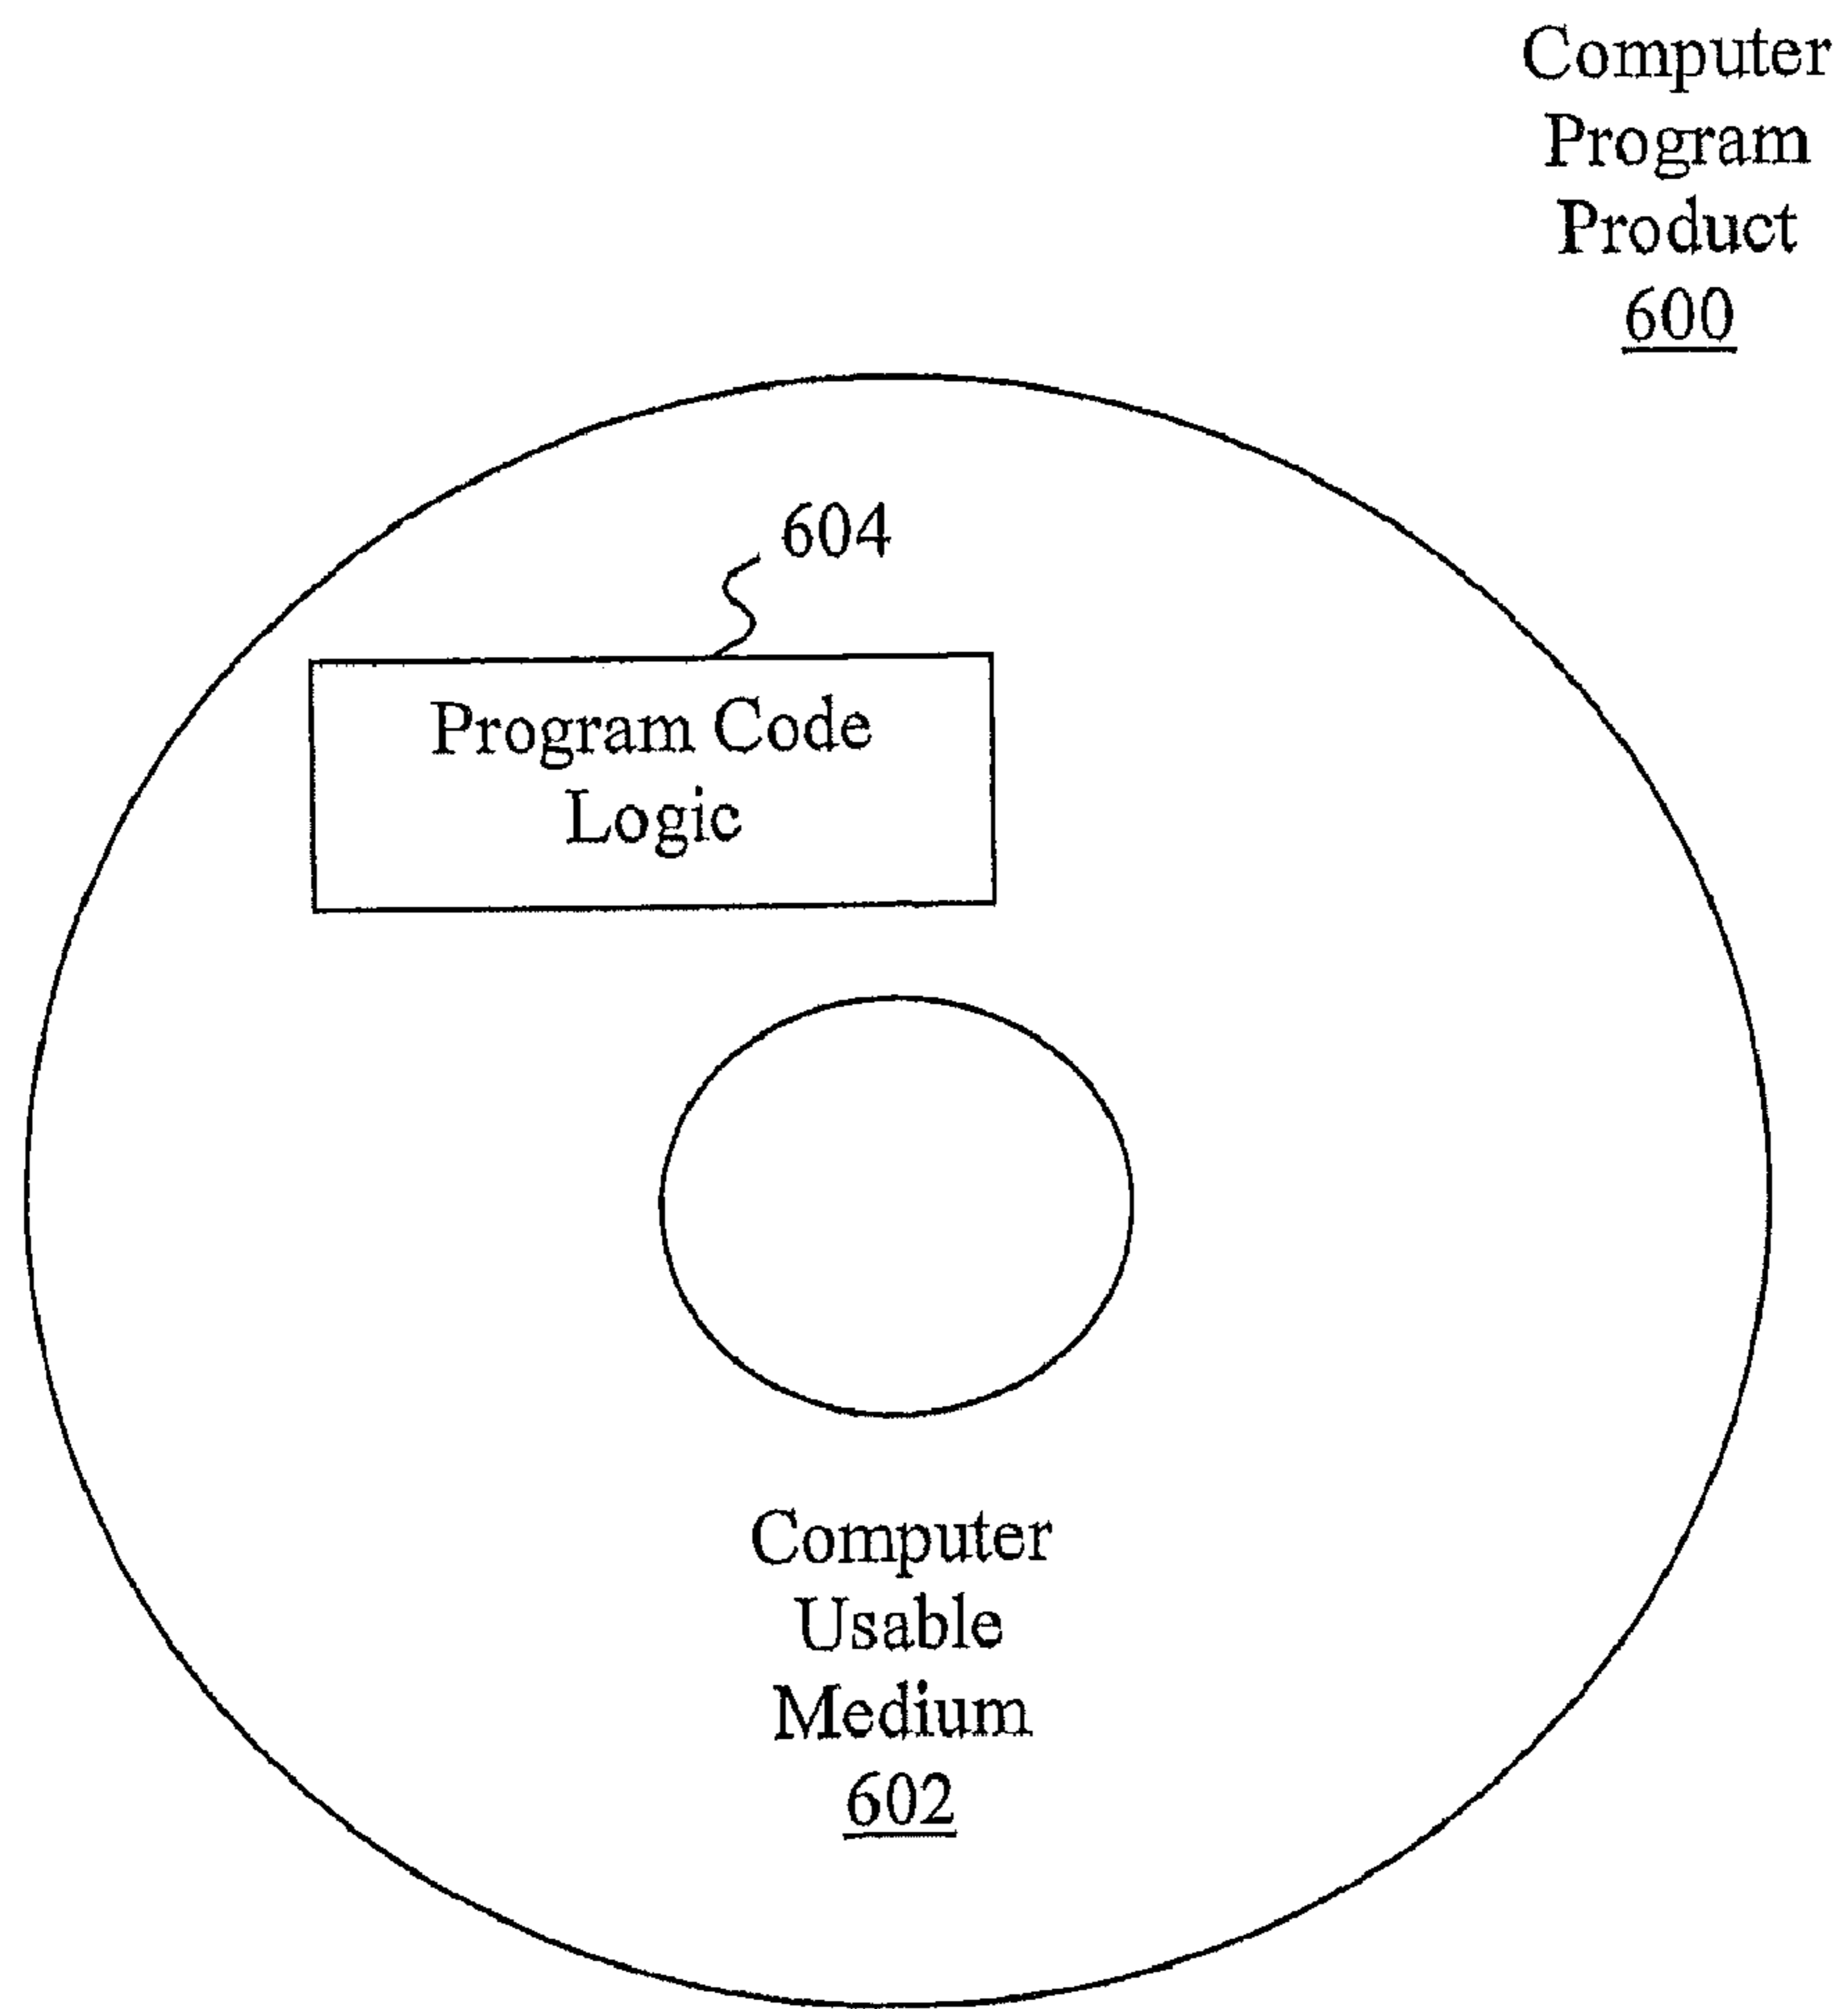 Computer
Program
Product
600
604
Program Code
Logic
Computer
Usable
Medium
602